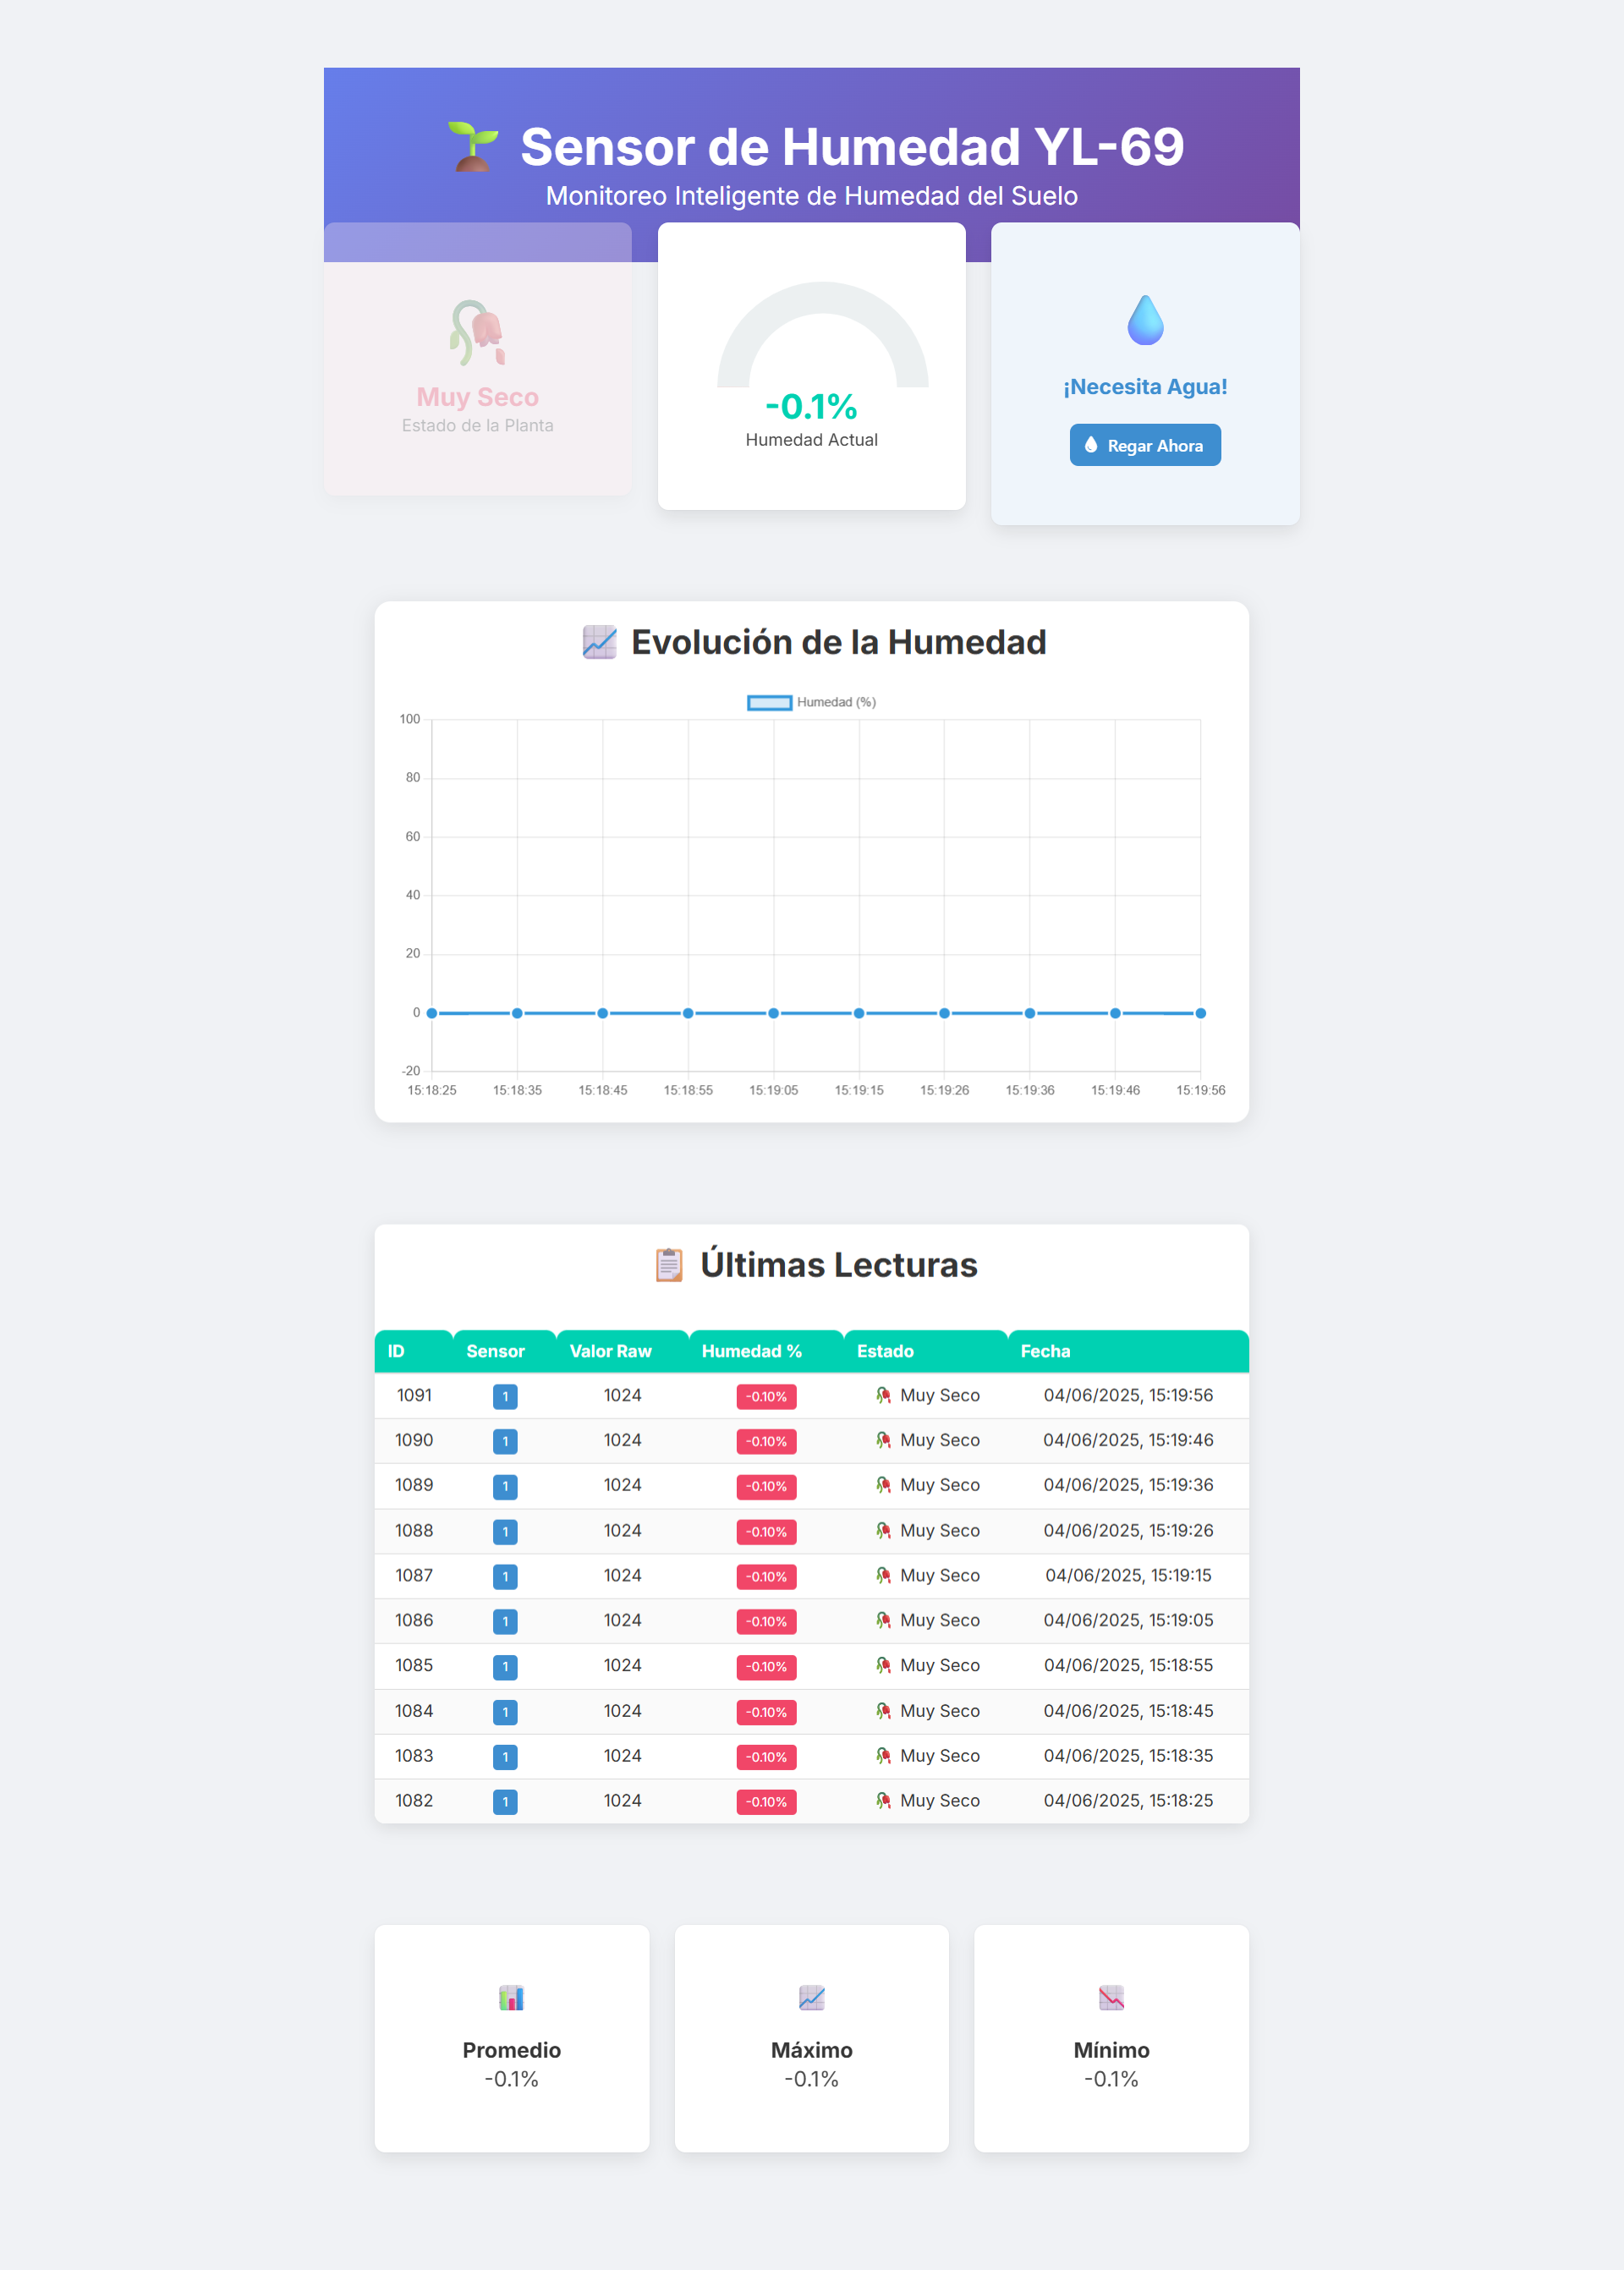 Sensor de Humedad YL-69
Monitoreo Inteligente de Humedad del Suelo
Muy Seco
Estado de la Planta
-0.1%
Humedad Actual
¡Necesita Agua!
Regar Ahora
Evolución de la Humedad
Humedad (%)
100
80
60
40
20
0
-20
15:18:25 15:18:35 15:18:45 15:18:55 15:19:05 15:19:15 15:19:26 15:19:36 15:19:46 15:19:56
Últimas Lecturas
ID Sensor Valor Raw Humedad % Estado Fecha
1091 1 1024 -0.10% Muy Seco 04/06/2025, 15:19:56
1090 1 1024 -0.10% Muy Seco 04/06/2025, 15:19:46
1089 1 1024 -0.10% Muy Seco 04/06/2025, 15:19:36
1088 1 1024 -0.10% Muy Seco 04/06/2025, 15:19:26
1087 1 1024 -0.10% Muy Seco 04/06/2025, 15:19:15
1086 1 1024 -0.10% Muy Seco 04/06/2025, 15:19:05
1085 1 1024 -0.10% Muy Seco 04/06/2025, 15:18:55
1084 1 1024 -0.10% Muy Seco 04/06/2025, 15:18:45
1083 1 1024 -0.10% Muy Seco 04/06/2025, 15:18:35
1082 1 1024 -0.10% Muy Seco 04/06/2025, 15:18:25
Promedio
-0.1%
Máximo
-0.1%
Mínimo
-0.1%